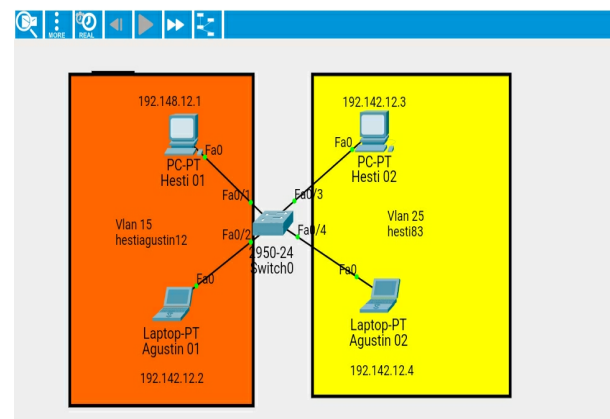 MORE
REAL
192.148.12.1
192.142.12.3
Fa0
Fa0
PC-PT
Hesti 01
PC-PT
Hesti 02
Fa0/1
Fa0/3
Vlan 15
hestiagustin12
Vlan 25
hesti83
Fa0/2
Fa0/4
2950-24
Switch0
Fa0
Fa0
Laptop-PT
Agustin 01
Laptop-PT
Agustin 02
192.142.12.2
192.142.12.4